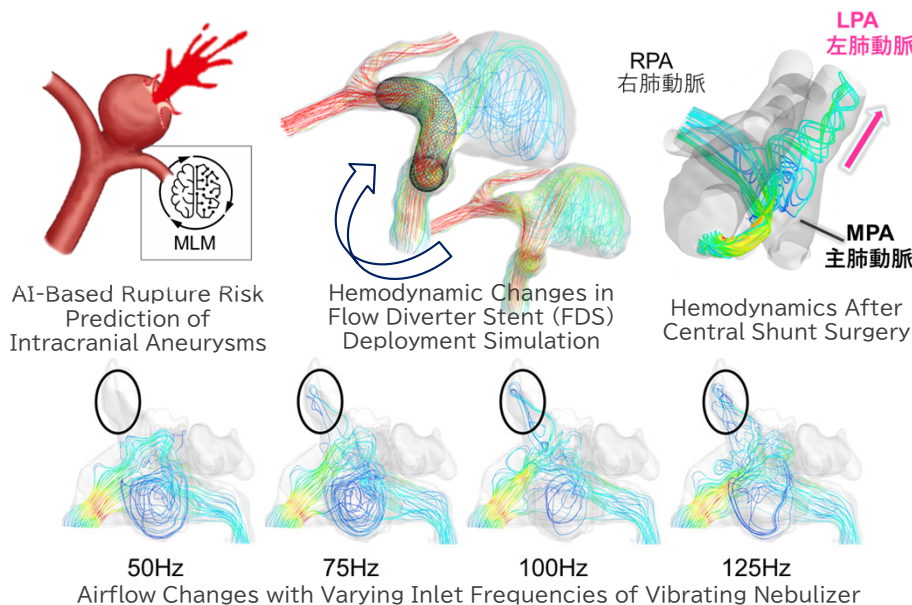 LPA
左肺動脈
RPA
右肺動脈
MLM
MPA
主肺動脈
AI-Based Rupture Risk
Prediction of
Intracranial Aneurysms
Hemodynamic Changes in
Flow Diverter Stent (FDS)
Deployment Simulation
Hemodynamics After
Central Shunt Surgery
50Hz
75Hz
100Hz
125Hz
Airflow Changes with Varying Inlet Frequencies of Vibrating Nebulizer